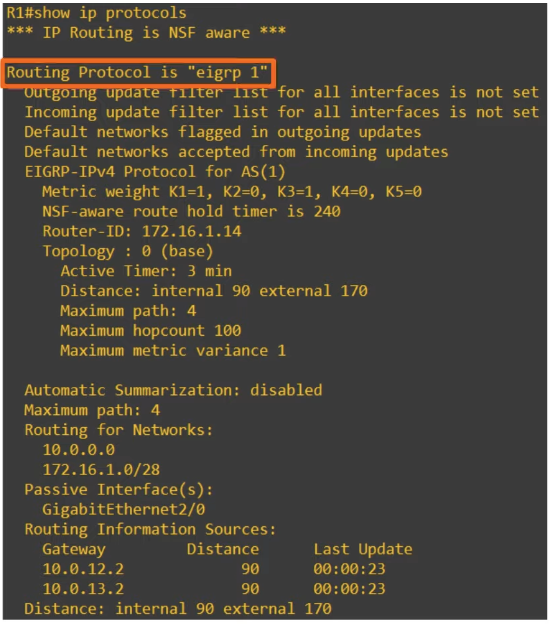 R1#show ip protocols
*** IP Routing is NSF aware ***
Routing Protocol is "eigrp 1"
Outgoing update filter list for all interfaces is not set
Incoming update filter list for all interfaces is not set
Default networks flagged in outgoing updates
Default networks accepted from incoming updates
EIGRP-IPv4 Protocol for AS(1)
Metric weight K1=1, K2=0, K3=1, K4=0, K5=0
NSF-aware route hold timer is 240
Router-ID: 172.16.1.14
Topology : 0 (base)
Active Timer: 3 min
Distance: internal 90 external 170
Maximum path: 4
Maximum hopcount 100
Maximum metric variance 1
Automatic Summarization: disabled
Maximum path: 4
Routing for Networks:
10.0.0.0
172.16.1.0/28
Passive Interface(s):
GigabitEthernet2/0
Routing Information Sources:
Gateway Distance Last Update
10.0.12.2 90 00:00:23
10.0.13.2 90 00:00:23
Distance: internal 90 external 170